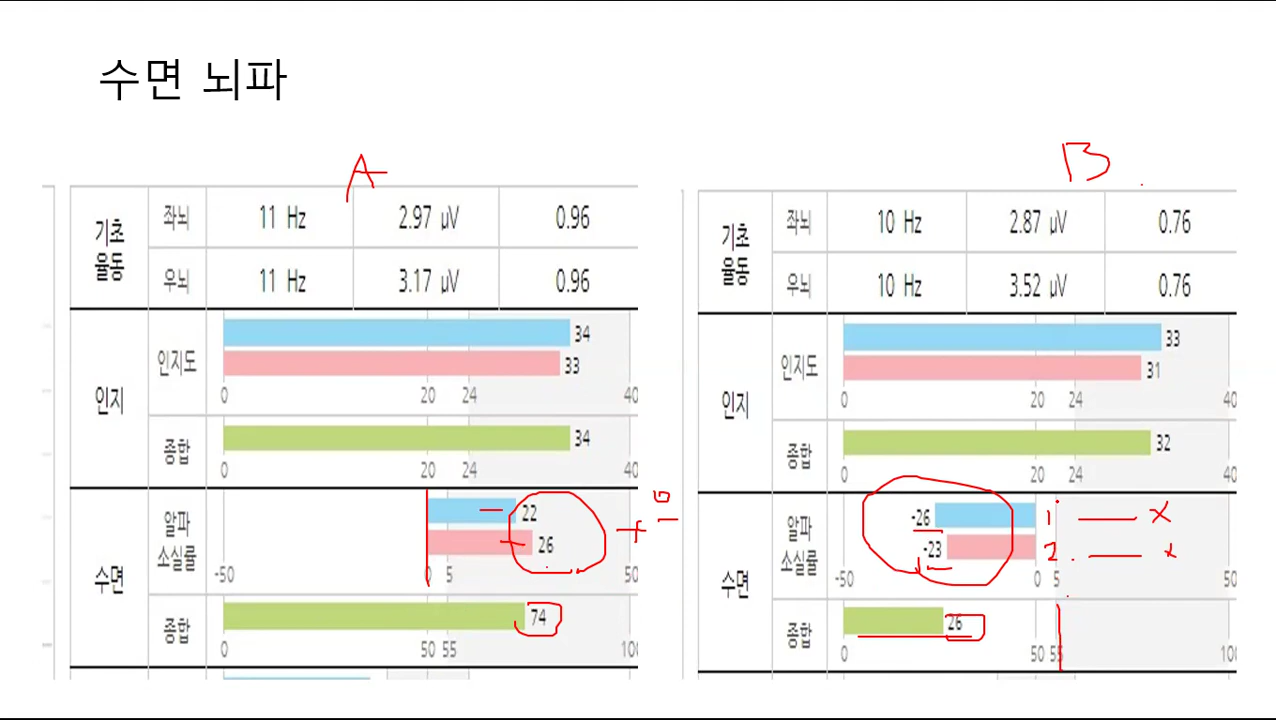 수면 뇌파
A
B
기초
율동
좌뇌
11 Hz
2.97 μV
0.96
우뇌
11 Hz
3.17 μV
0.96
인지
인지도
34
33
0
20
24
40
종합
34
0
20
24
40
수면
알파
소실률
22
26
-50
0
5
50
종합
74
0
50
55
100
기초
율동
좌뇌
10 Hz
2.87 μV
0.76
우뇌
10 Hz
3.52 μV
0.76
인지
인지도
33
31
0
20
24
40
종합
32
0
20
24
40
수면
알파
소실률
-26
1
x
-23
2.
x
-50
0
5
50
종합
26
0
50
55
100